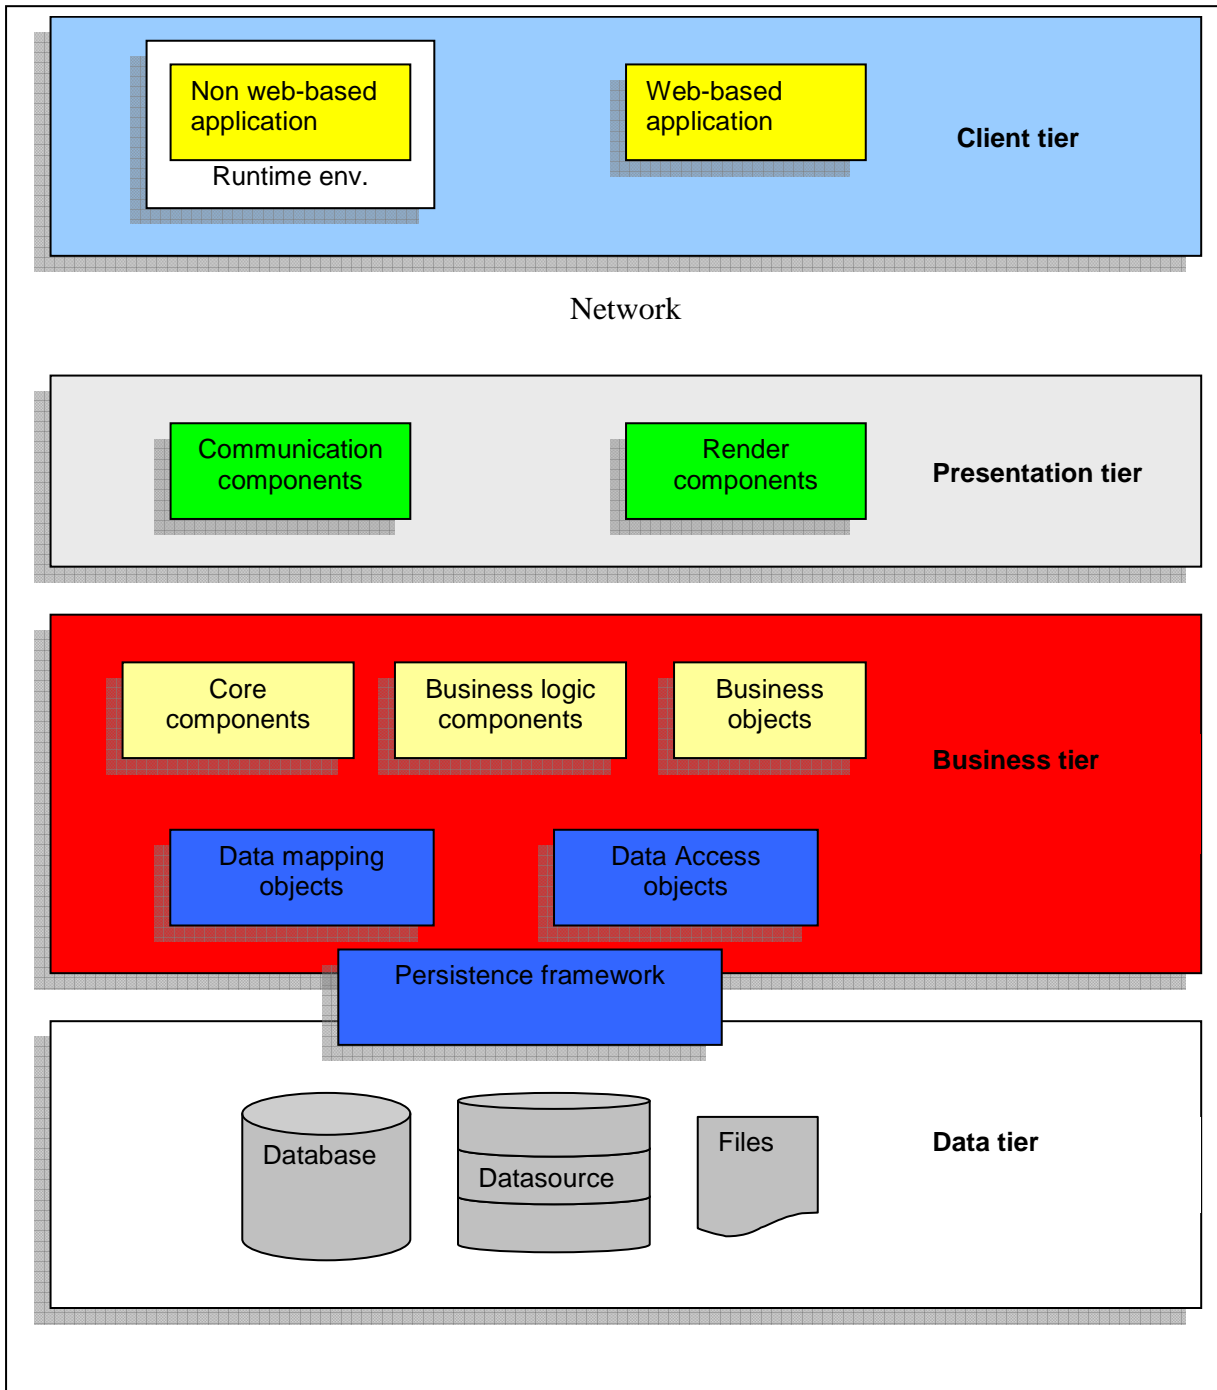 Non web-based
application
Runtime env.
Web-based
application
Client tier
Network
Communication
components
Render
components
Presentation tier
Core
components
Business logic
components
Business
objects
Business tier
Data mapping
objects
Data Access
objects
Persistence framework
Database
Datasource
Files
Data tier